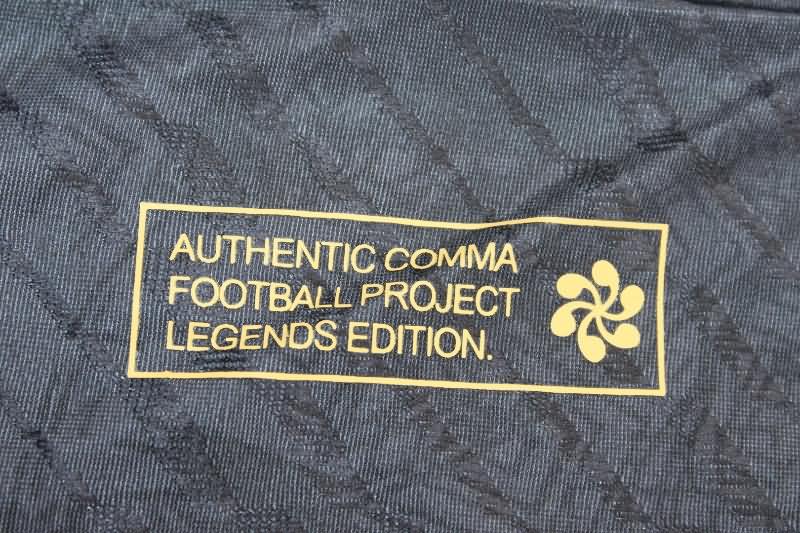 AUTHENTIC COMMA
FOOTBALL PROJECT
LEGENDS EDITION.